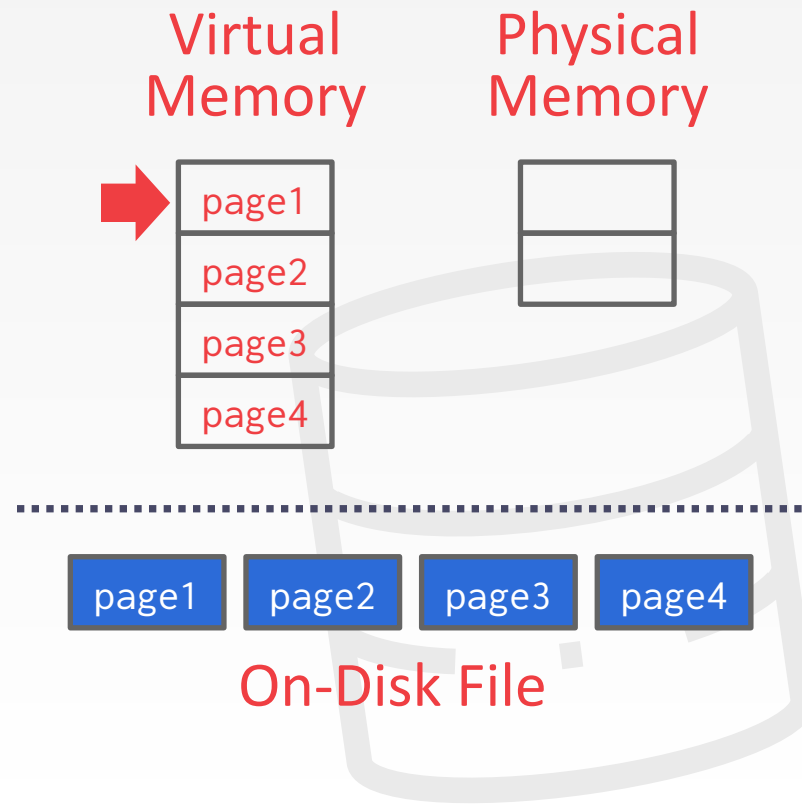 Virtual
Memory
Physical
Memory
page1
page2
page3
page4
page1
page2
page3
page4
On-Disk File